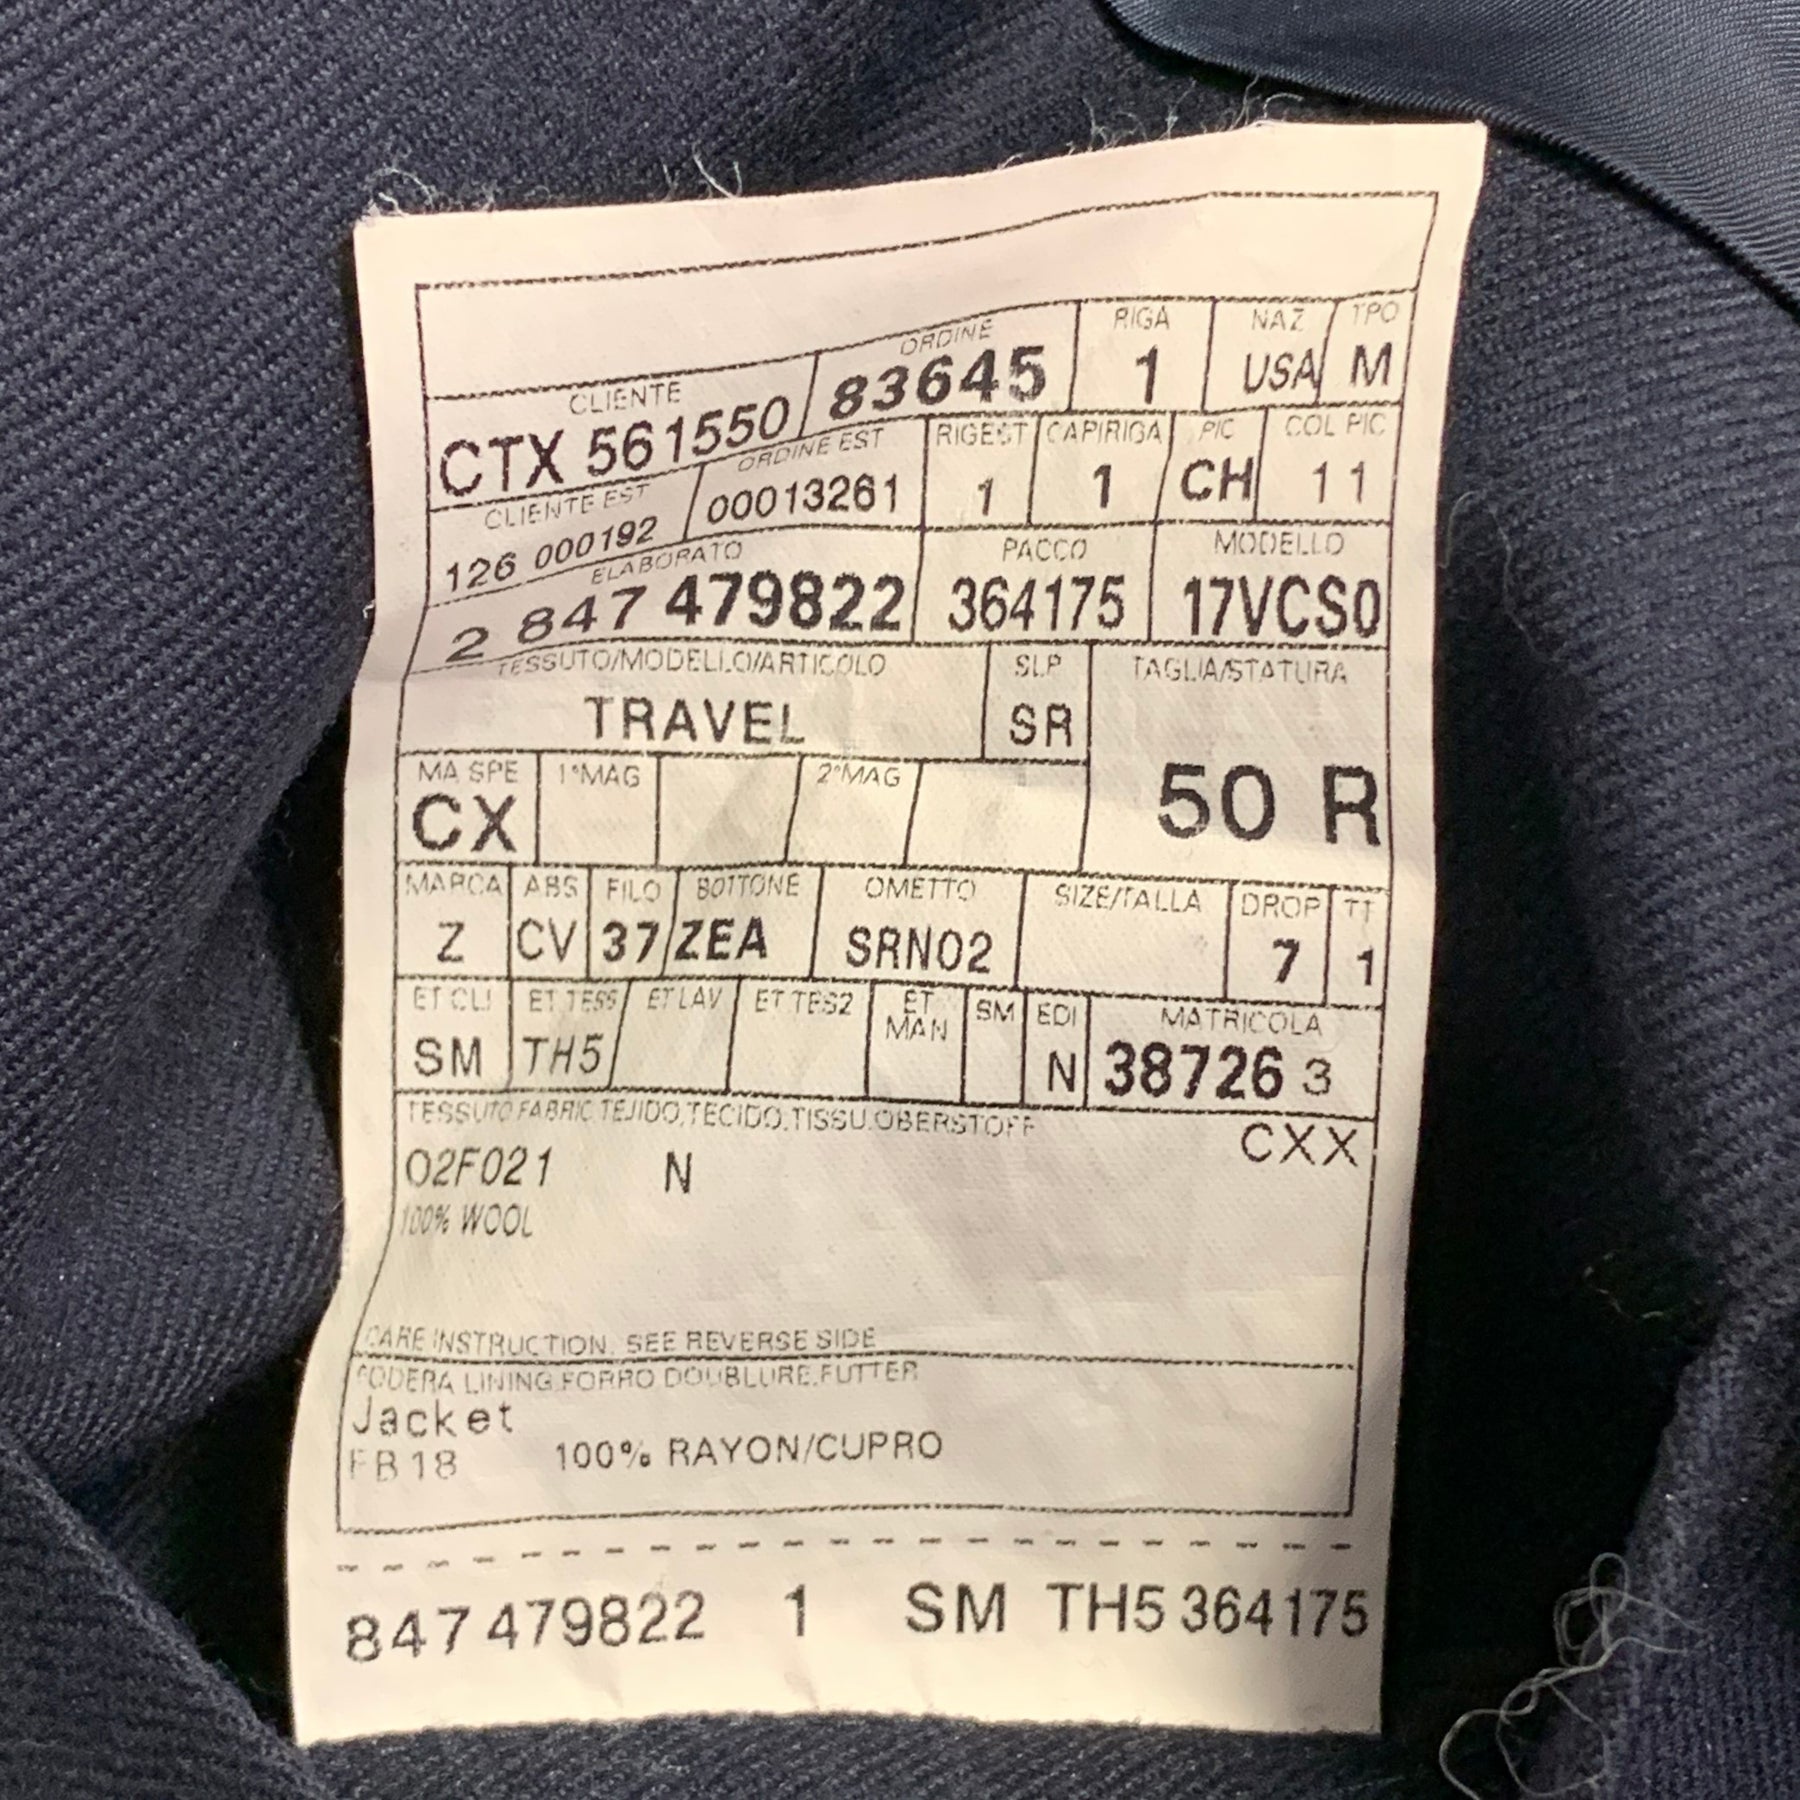 ORDINE RIGA NAZ TPO
CLIENTE 83645 1 USA M
CTX 561550
ORDINE EST RIGEST CAPIRIGA PIC COL PIC
CLIENTE EST 00013261 1 1 CH 11
126 000192
ELABORATO PACCO MODELLO
2 847 479822 364175 17VCS0
TESSUTO/MODELLO/ARTICOLO SLP TAGLIA/STATURA
TRAVEL SR
MA SPE 1°MAG 2°MAG
CX 50 R
MARCA ABS FILO BOTTONE OMETTO SIZE/TALLA DROP TT
Z CV 37 ZEA SRN02 7 1
ET CLI ET TESS ET LAV ET TES2 ET MAN SM EDI MATRICOLA
SM TH5 N 38726 3
TESSUTO,FABRIC,TEJIDO,TECIDO,TISSU,OBERSTOFF
CXX
02F021 N
100% WOOL
CARE INSTRUCTION, SEE REVERSE SIDE
FODERA LINING,FORRO DOUBLURE,FUTTER
Jacket
FB18 100% RAYON/CUPRO
847 479822 1 SM TH5 364175